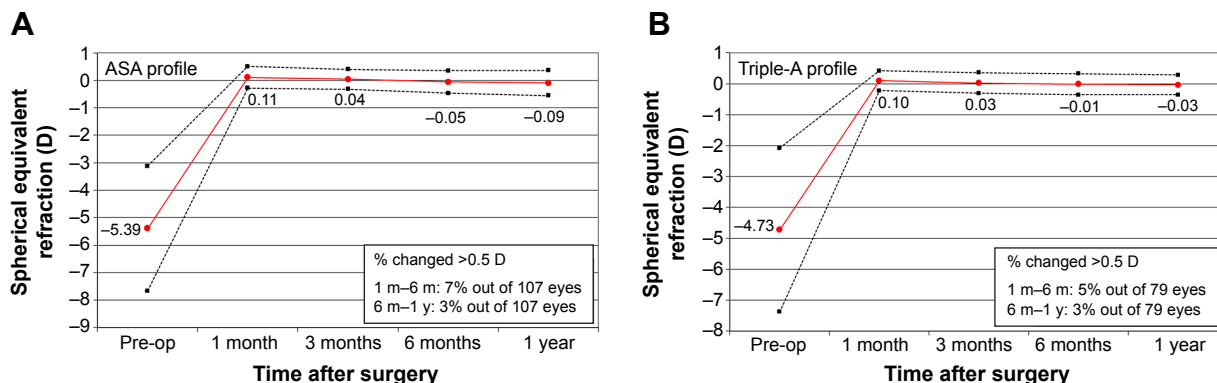 A
Spherical equivalent
refraction (D)
1
0
–1
–2
–3
–4
–5
–6
–7
–8
–9
ASA profile
0.11
0.04
–0.05
–0.09
–5.39
% changed >0.5 D
1 m–6 m: 7% out of 107 eyes
6 m–1 y: 3% out of 107 eyes
Pre-op 1 month 3 months 6 months 1 year
Time after surgery
B
Spherical equivalent
refraction (D)
1
0
–1
–2
–3
–4
–5
–6
–7
–8
Triple-A profile
0.10
0.03
–0.01
–0.03
–4.73
% changed >0.5 D
1 m–6 m: 5% out of 79 eyes
6 m–1 y: 3% out of 79 eyes
Pre-op 1 month 3 months 6 months 1 year
Time after surgery